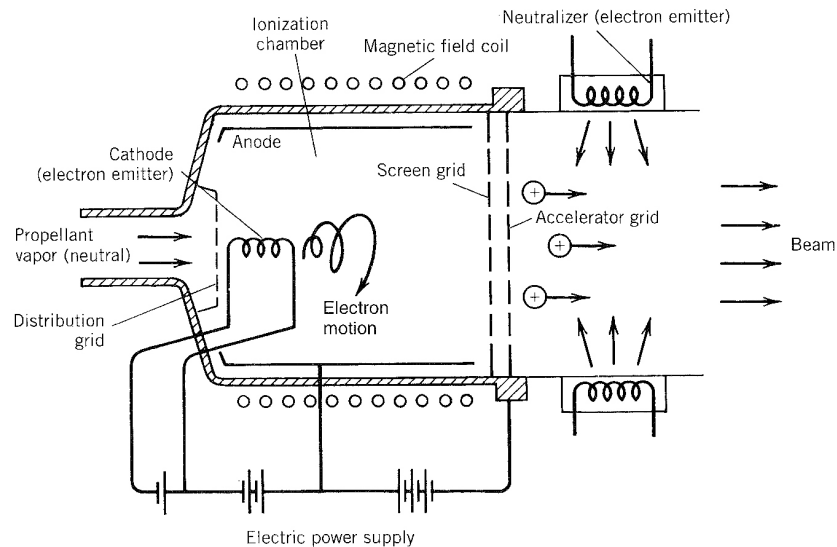 Ionization
chamber
Neutralizer (electron emitter)
Magnetic field coil
Anode
Cathode
(electron emitter)
Screen grid
+
Accelerator grid
Propellant
vapor (neutral)
+
Beam
Electron
motion
+
Distribution
grid
Electric power supply